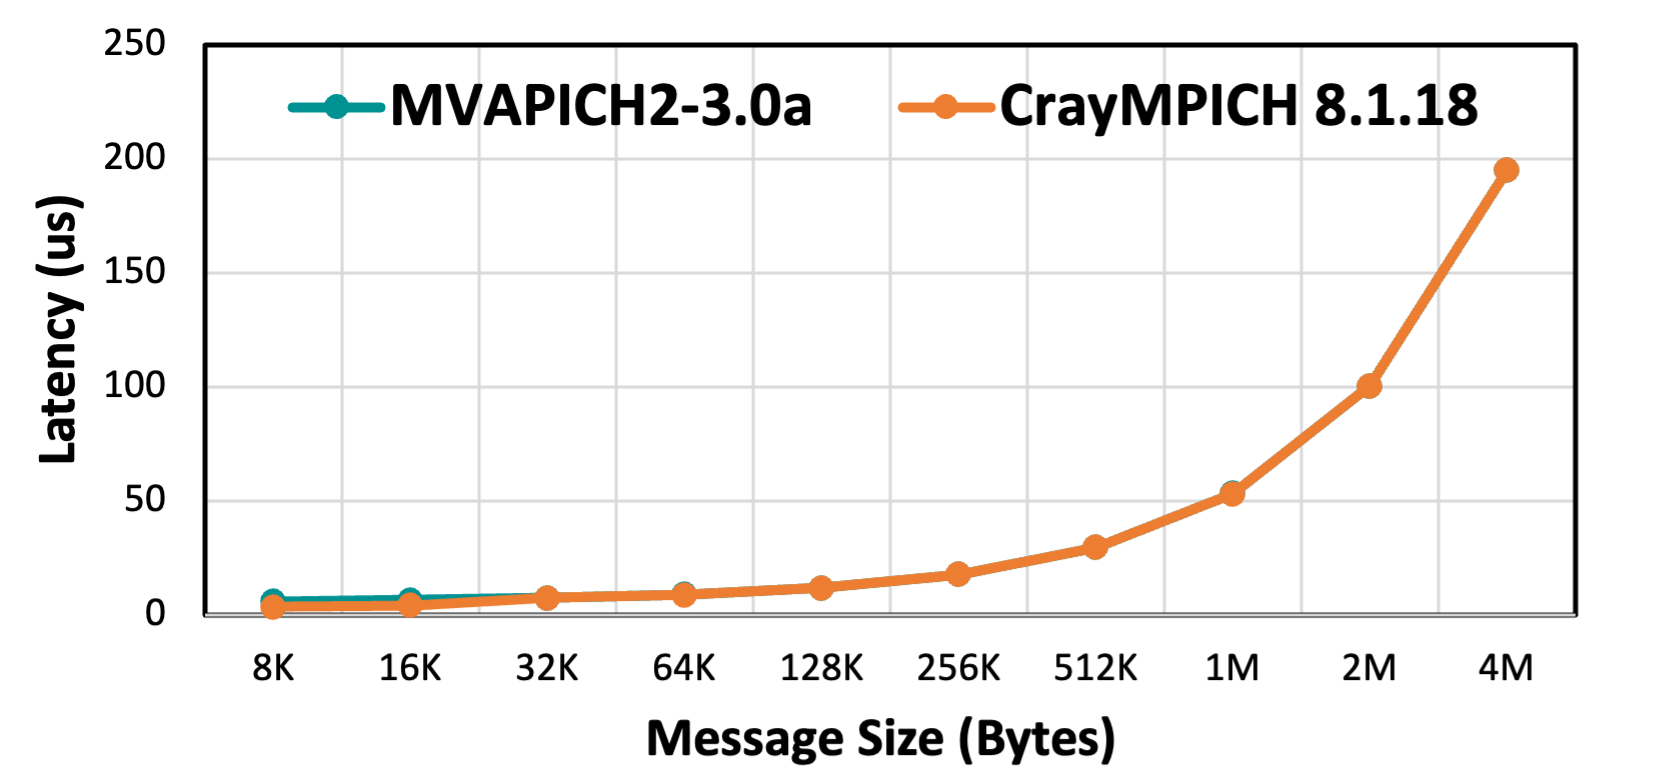 250
MVAPICH2-3.0a CrayMPICH 8.1.18
200
150
100
50
0
Latency (us)
8K 16K 32K 64K 128K 256K 512K 1M 2M 4M
Message Size (Bytes)